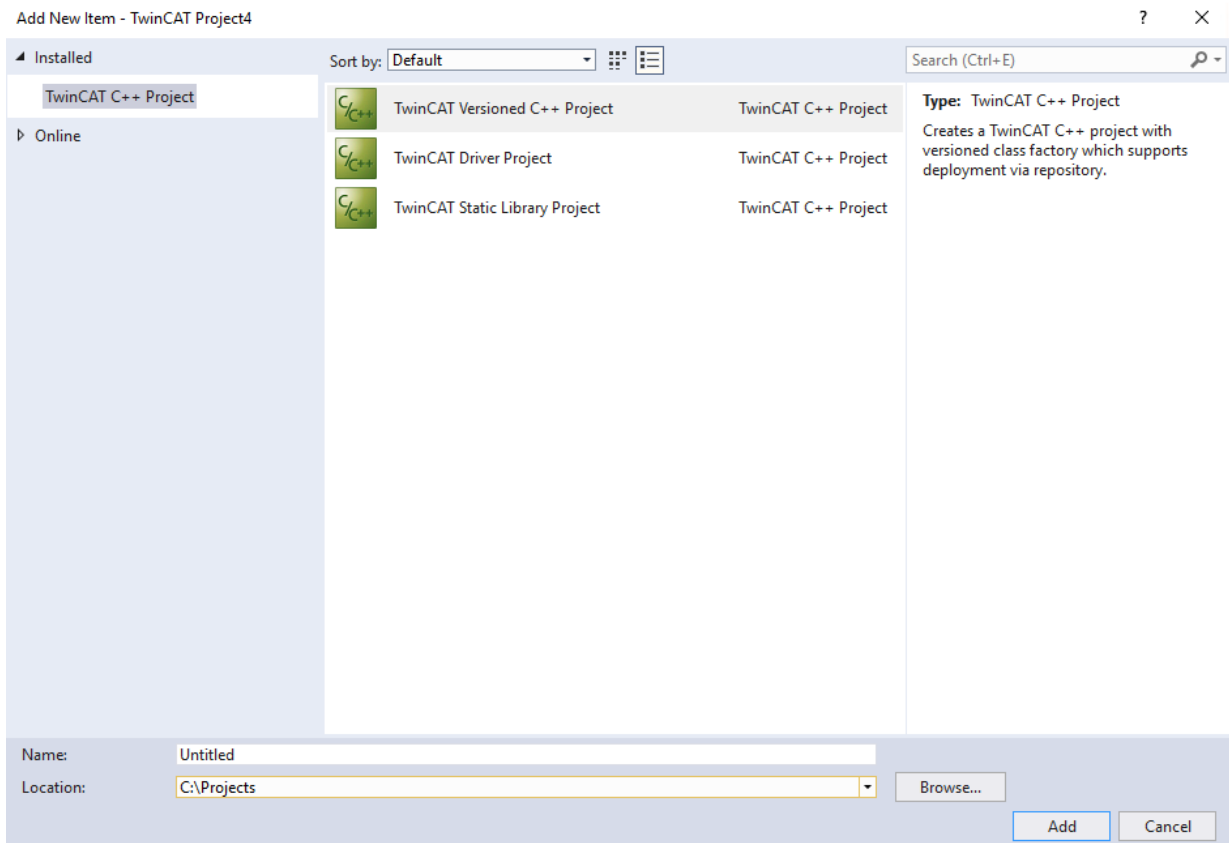 Add New Item - TwinCAT Project4
? ×
Installed
Sort by: Default
Search (Ctrl+E)
TwinCAT C++ Project
Online
C/C++ TwinCAT Versioned C++ Project TwinCAT C++ Project
C/C++ TwinCAT Driver Project TwinCAT C++ Project
C/C++ TwinCAT Static Library Project TwinCAT C++ Project
Type: TwinCAT C++ Project
Creates a TwinCAT C++ project with
versioned class factory which supports
deployment via repository.
Name: Untitled
Location: C:\Projects Browse...
Add Cancel